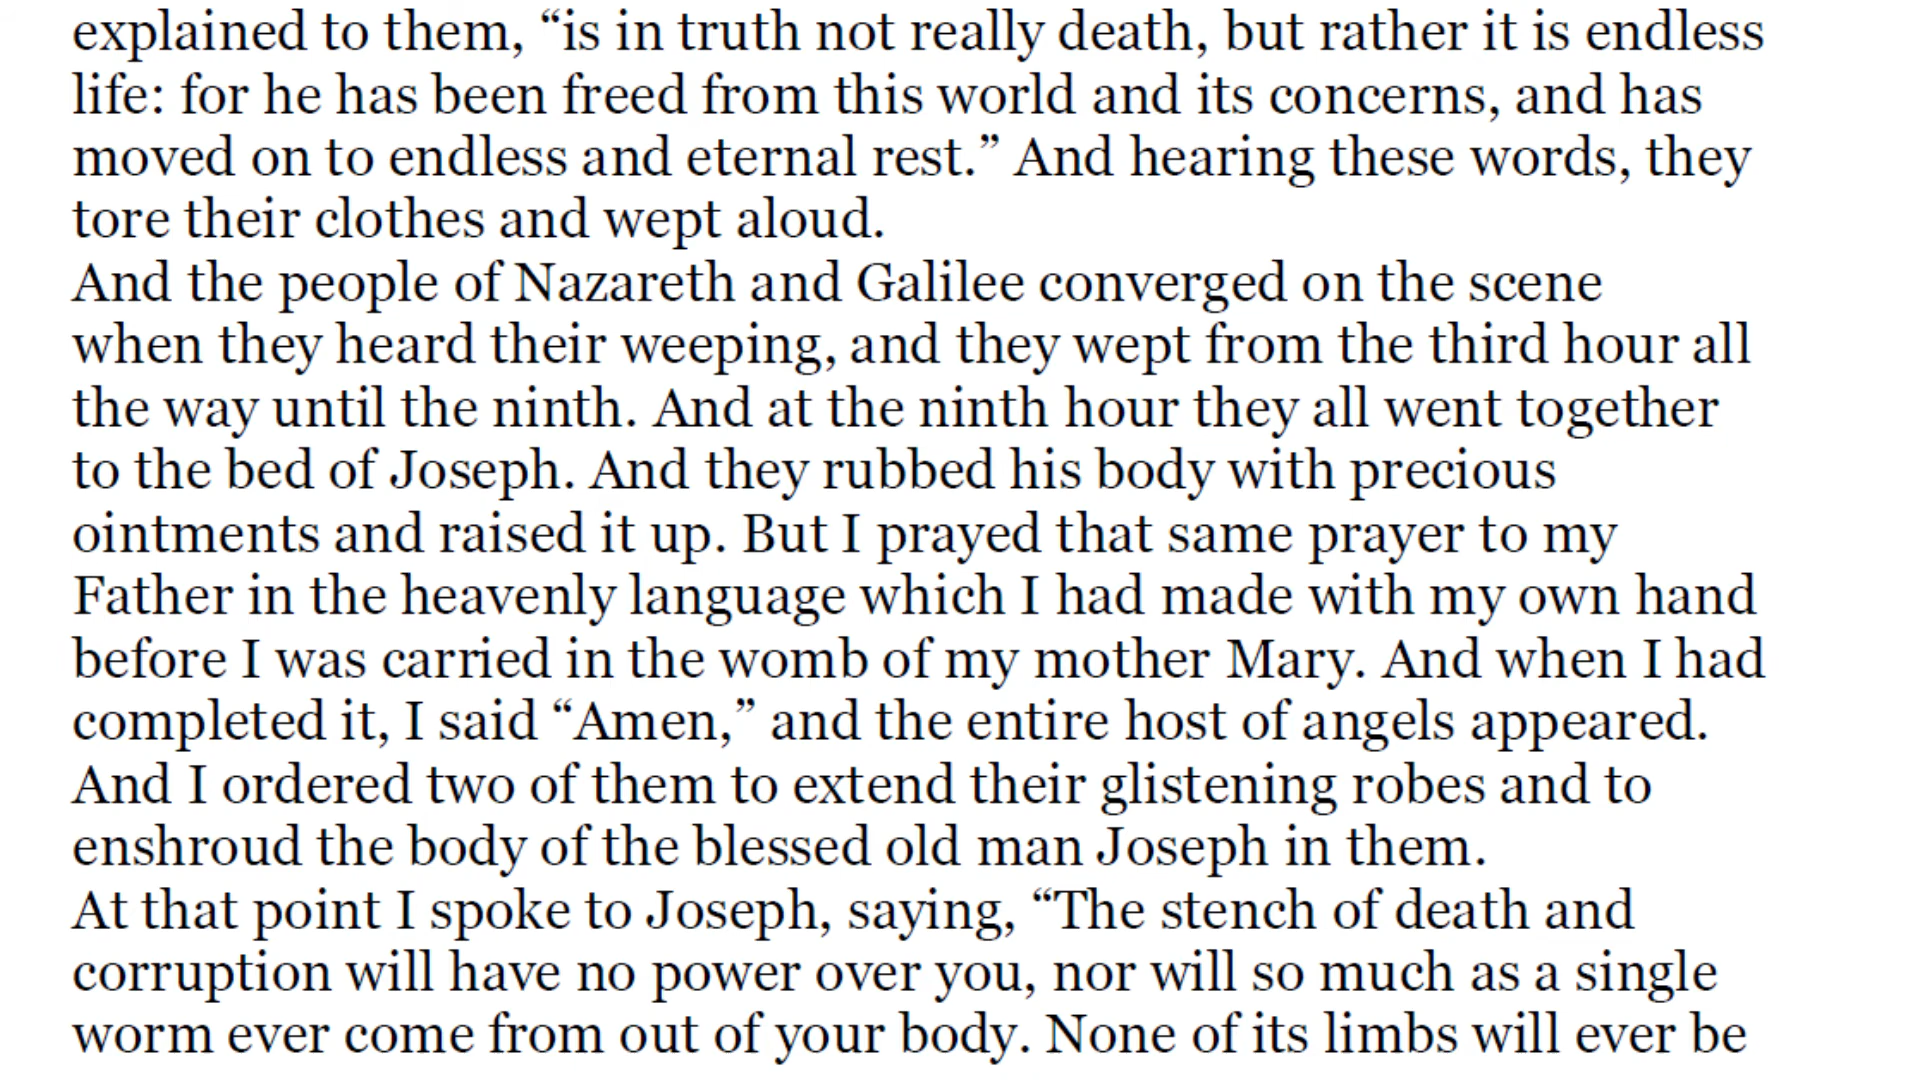 explained to them, “is in truth not really death, but rather it is endless
life: for he has been freed from this world and its concerns, and has
moved on to endless and eternal rest.” And hearing these words, they
tore their clothes and wept aloud.
And the people of Nazareth and Galilee converged on the scene
when they heard their weeping, and they wept from the third hour all
the way until the ninth. And at the ninth hour they all went together
to the bed of Joseph. And they rubbed his body with precious
ointments and raised it up. But I prayed that same prayer to my
Father in the heavenly language which I had made with my own hand
before I was carried in the womb of my mother Mary. And when I had
completed it, I said “Amen,” and the entire host of angels appeared.
And I ordered two of them to extend their glistening robes and to
enshroud the body of the blessed old man Joseph in them.
At that point I spoke to Joseph, saying, “The stench of death and
corruption will have no power over you, nor will so much as a single
worm ever come from out of your body. None of its limbs will ever be